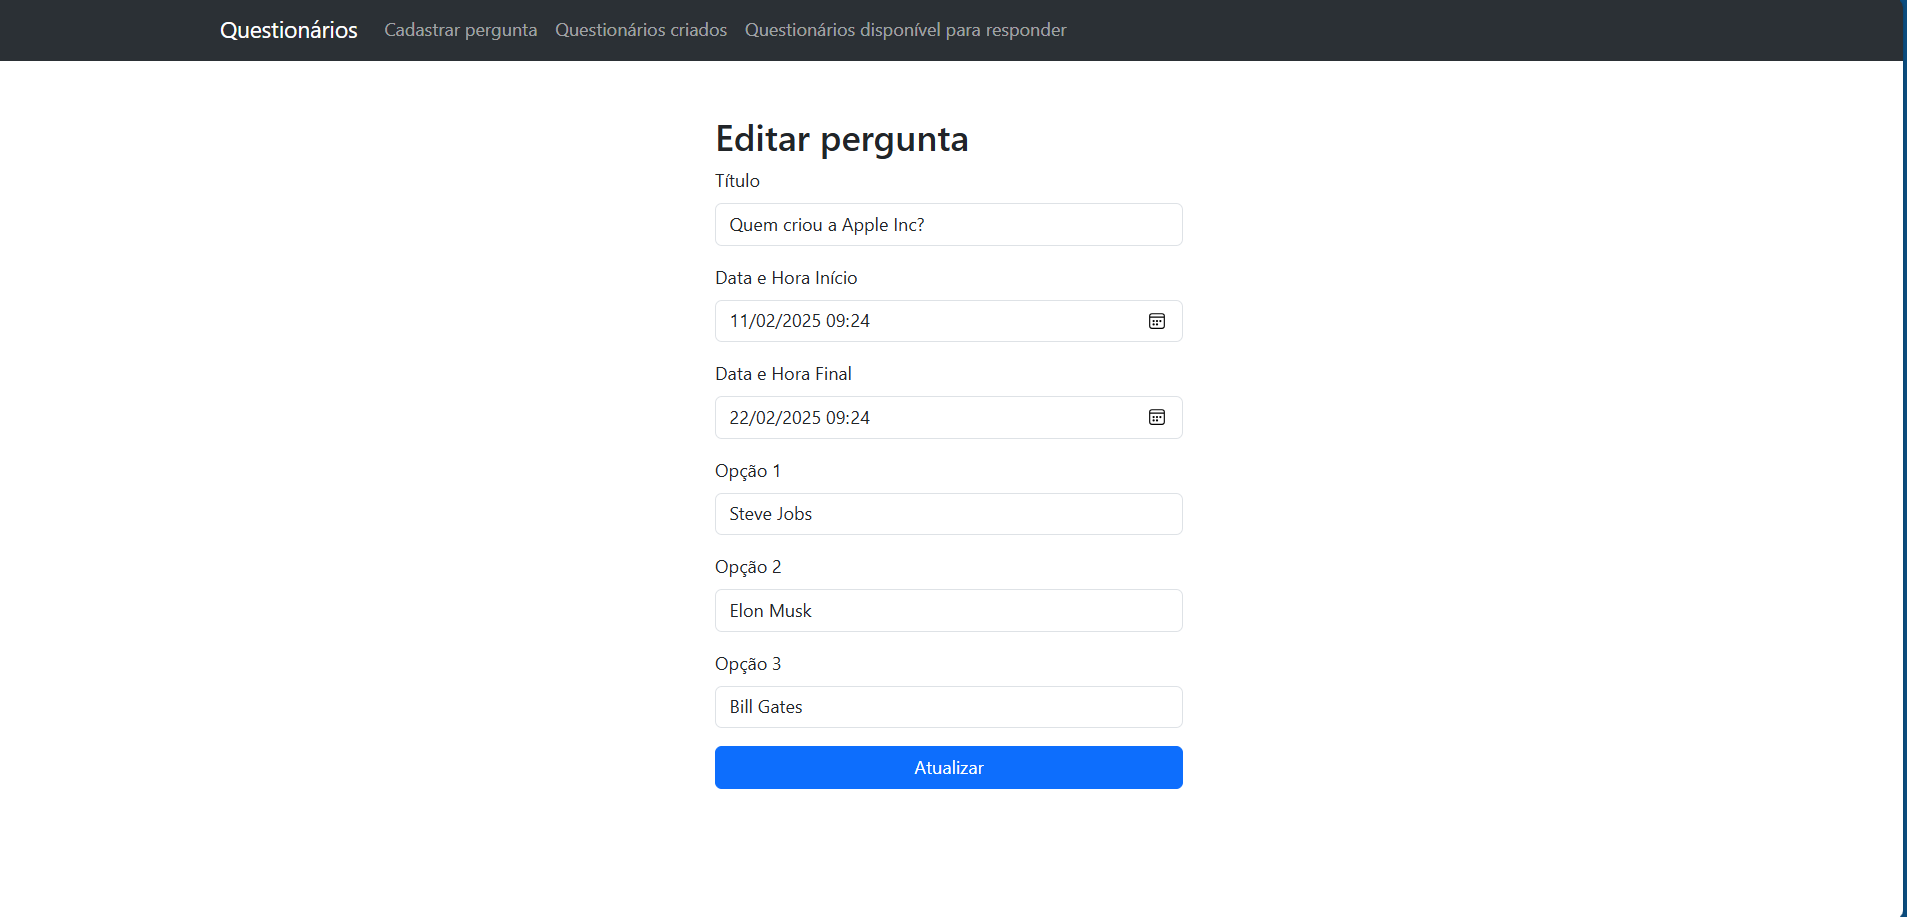 Questionários Cadastrar pergunta Questionários criados Questionários disponível para responder
Editar pergunta
Título
Quem criou a Apple Inc?
Data e Hora Início
11/02/2025 09:24
Data e Hora Final
22/02/2025 09:24
Opção 1
Steve Jobs
Opção 2
Elon Musk
Opção 3
Bill Gates
Atualizar